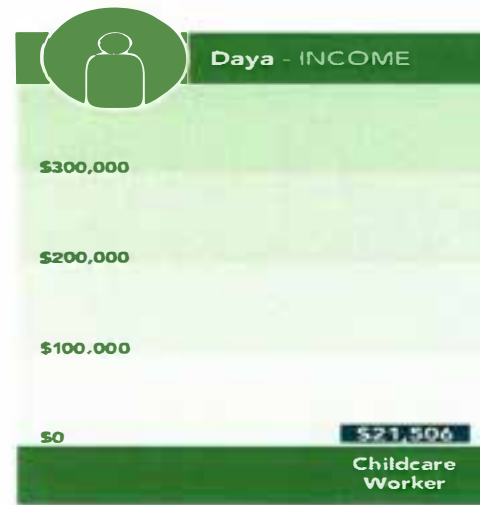 Daya - INCOME
$300,000
$200,000
$100,000
$0
$21,506
Childcare
Worker